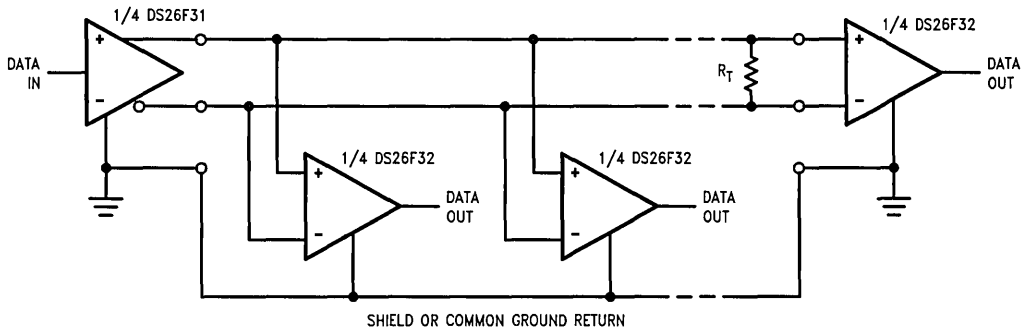 1/4 DS26F31
1/4 DS26F32
DATA
IN
+
−
R_T
+
−
DATA
OUT
1/4 DS26F32
1/4 DS26F32
+
−
DATA
OUT
+
−
DATA
OUT
SHIELD OR COMMON GROUND RETURN